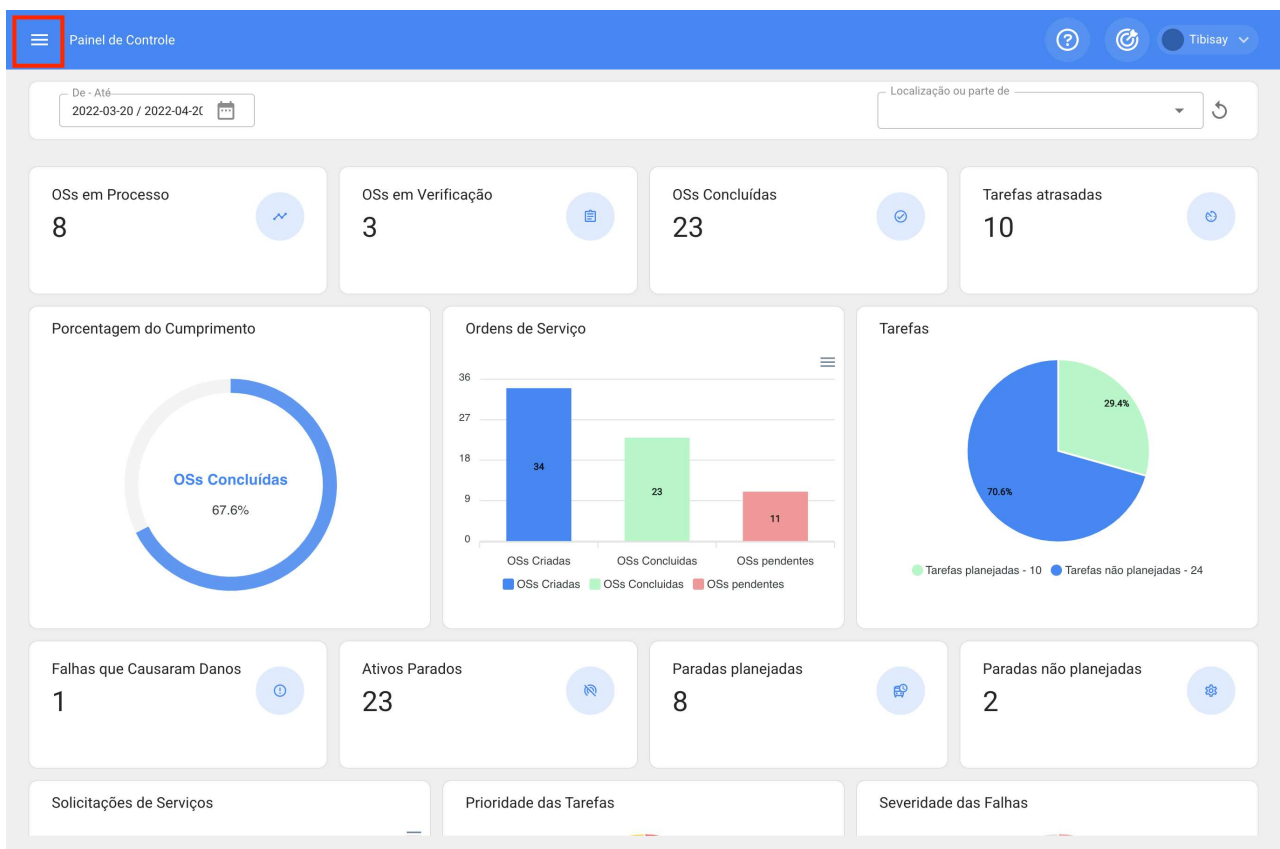 Painel de Controle
Tibisay
De - Até
2022-03-20 / 2022-04-20
Localização ou parte de
OSs em Processo
8
OSs em Verificação
3
OSs Concluídas
23
Tarefas atrasadas
10
Porcentagem do Cumprimento
OSs Concluídas
67.6%
Ordens de Serviço
36
27
18
9
0
34
23
11
OSs Criadas
OSs Concluidas
OSs pendentes
OSs Criadas OSs Concluidas OSs pendentes
Tarefas
29.4%
70.6%
Tarefas planejadas - 10 Tarefas não planejadas - 24
Falhas que Causaram Danos
1
Ativos Parados
23
Paradas planejadas
8
Paradas não planejadas
2
Solicitações de Serviços
Prioridade das Tarefas
Severidade das Falhas